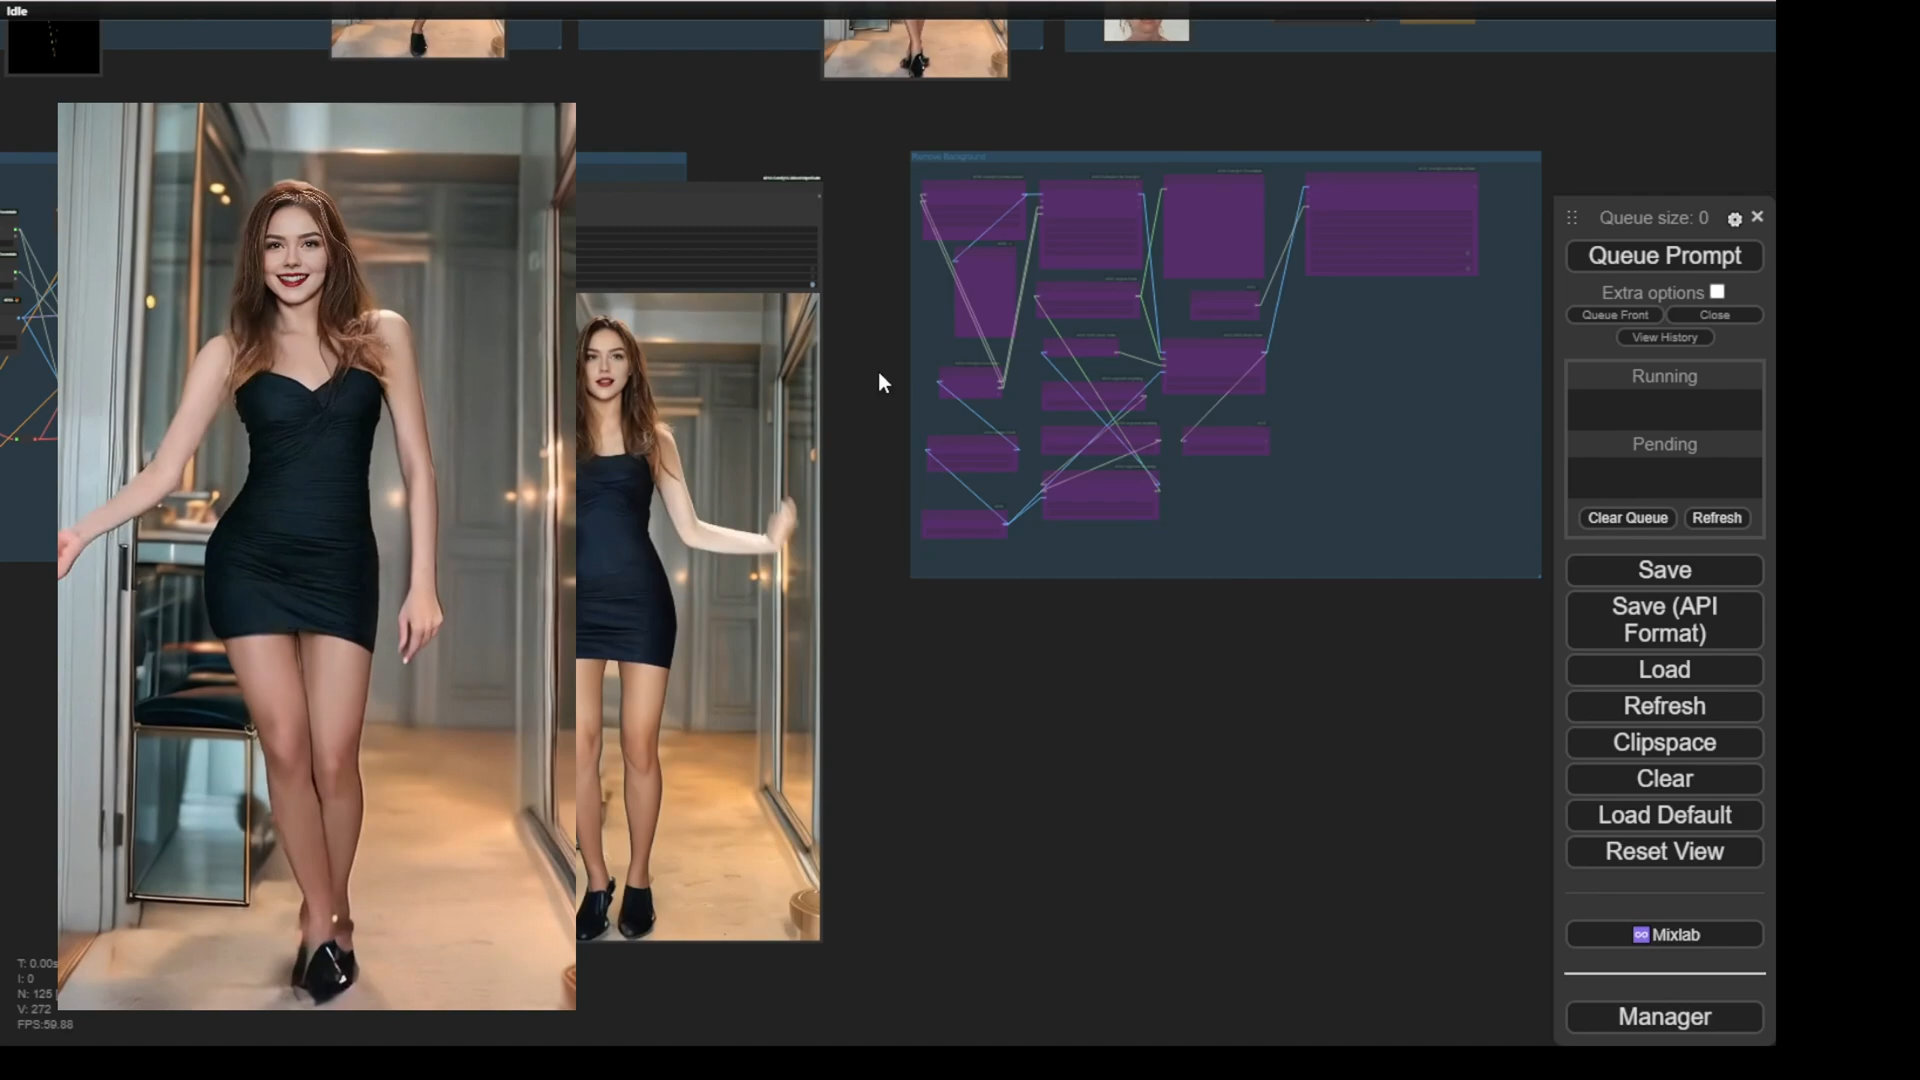 Idle
Remove Background
Queue size: 0
Queue Prompt
Extra options
Queue Front
Close
View History
Running
Pending
Clear Queue
Refresh
Save
Save (API
Format)
Load
Refresh
Clipspace
Clear
Load Default
Reset View
Mixlab
Manager
T: 0.00s
I: 0
N: 125
V: 272
FPS:59.88